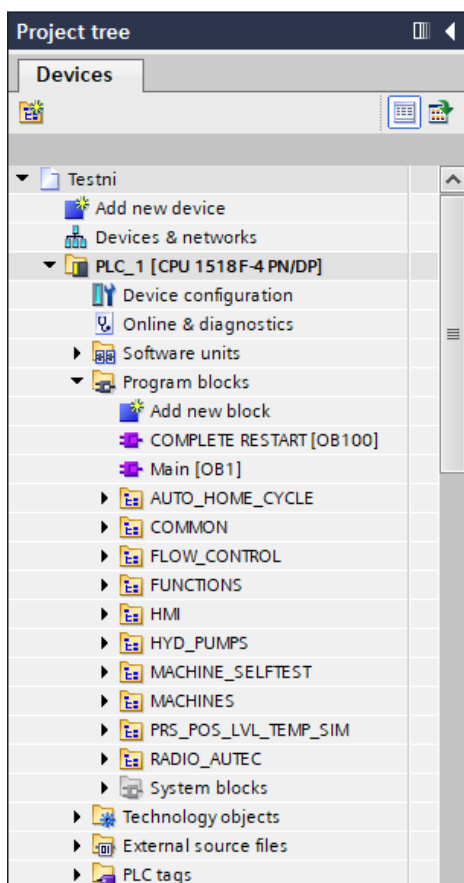 Project tree
Devices
Testni
Add new device
Devices & networks
PLC_1 [CPU 1518F-4 PN/DP]
Device configuration
Online & diagnostics
Software units
Program blocks
Add new block
COMPLETE RESTART [OB100]
Main [OB1]
AUTO_HOME_CYCLE
COMMON
FLOW_CONTROL
FUNCTIONS
HMI
HYD_PUMPS
MACHINE_SELFTEST
MACHINES
PRS_POS_LVL_TEMP_SIM
RADIO_AUTEC
System blocks
Technology objects
External source files
PLC tags